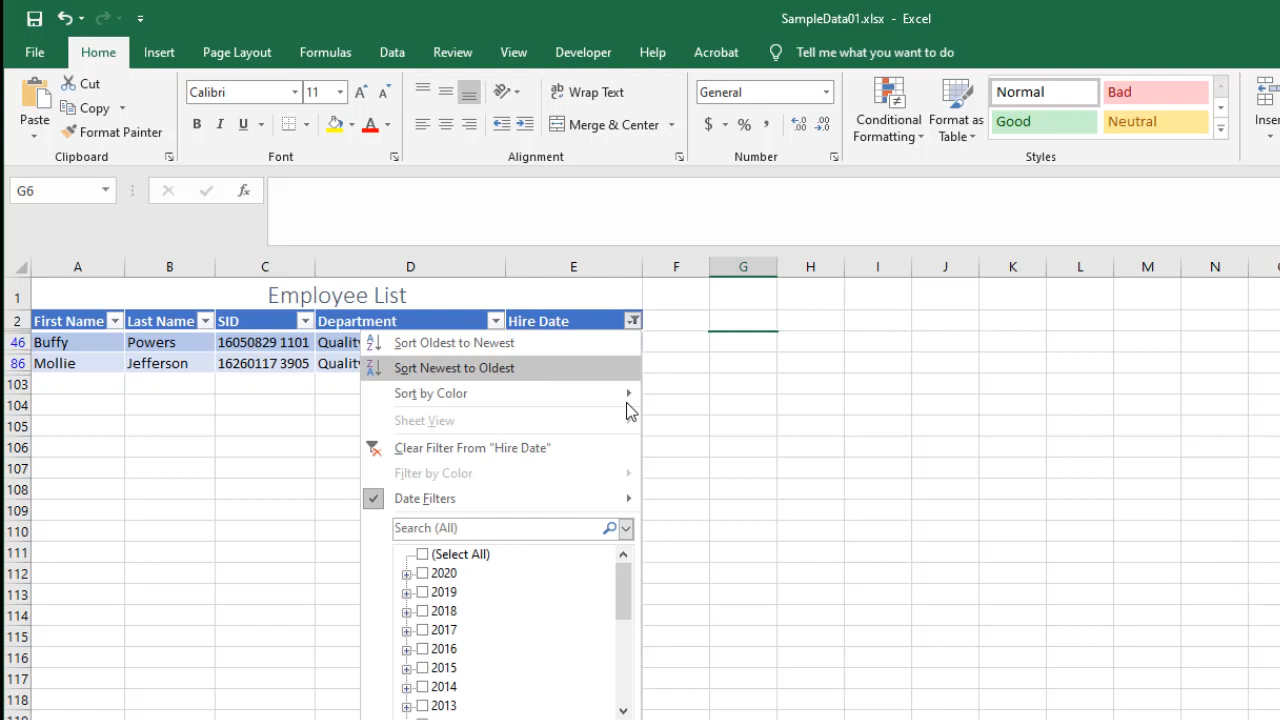 SampleData01.xlsx - Excel
File Home Insert Page Layout Formulas Data Review View Developer Help Acrobat Tell me what you want to do
Paste
Cut
Copy
Format Painter
Clipboard
Calibri 11
B I U
Font
Wrap Text
Merge & Center
Alignment
General
$ % ,
Number
Conditional Formatting
Format as Table
Normal Bad
Good Neutral
Styles
G6 fx
A B C D E F G H I J K L M N
1 Employee List
2 First Name Last Name SID Department Hire Date
46 Buffy Powers 16050829 1101
86 Mollie Jefferson 16260117 3905
103
104
105
106
107
108
109
110
111
112
113
114
115
116
117
118
Sort Oldest to Newest
Sort Newest to Oldest
Sort by Color
Sheet View
Clear Filter From "Hire Date"
Filter by Color
Date Filters
Search (All)
(Select All)
2020
2019
2018
2017
2016
2015
2014
2013